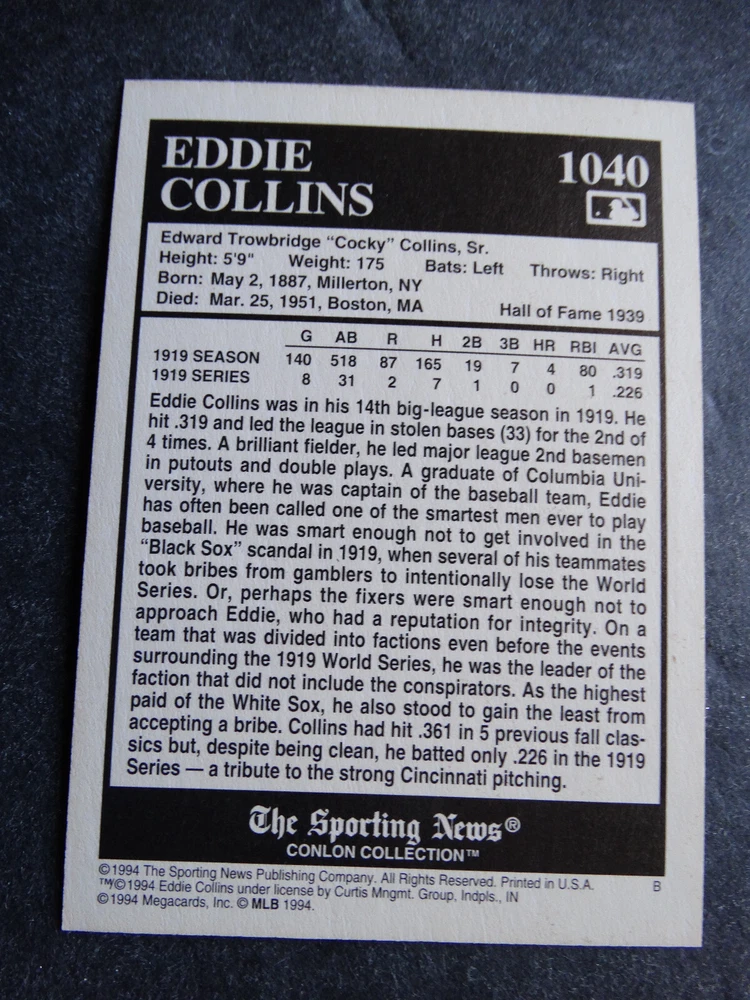 EDDIE
COLLINS
1040
Edward Trowbridge "Cocky" Collins, Sr.
Height: 5'9" Weight: 175 Bats: Left Throws: Right
Born: May 2, 1887, Millerton, NY
Died: Mar. 25, 1951, Boston, MA Hall of Fame 1939
G AB R H 2B 3B HR RBI AVG
1919 SEASON 140 518 87 165 19 7 4 80 .319
1919 SERIES 8 31 2 7 1 0 0 1 .226
Eddie Collins was in his 14th big-league season in 1919. He
hit .319 and led the league in stolen bases (33) for the 2nd of
4 times. A brilliant fielder, he led major league 2nd basemen
in putouts and double plays. A graduate of Columbia Uni-
versity, where he was captain of the baseball team, Eddie
has often been called one of the smartest men ever to play
baseball. He was smart enough not to get involved in the
"Black Sox" scandal in 1919, when several of his teammates
took bribes from gamblers to intentionally lose the World
Series. Or, perhaps the fixers were smart enough not to
approach Eddie, who had a reputation for integrity. On a
team that was divided into factions even before the events
surrounding the 1919 World Series, he was the leader of the
faction that did not include the conspirators. As the highest
paid of the White Sox, he also stood to gain the least from
accepting a bribe. Collins had hit .361 in 5 previous fall clas-
sics but, despite being clean, he batted only .226 in the 1919
Series — a tribute to the strong Cincinnati pitching.
The Sporting News®
CONLON COLLECTION™
©1994 The Sporting News Publishing Company. All Rights Reserved. Printed in U.S.A. B
™/©1994 Eddie Collins under license by Curtis Mngmt. Group, Indpls., IN
©1994 Megacards, Inc. © MLB 1994.